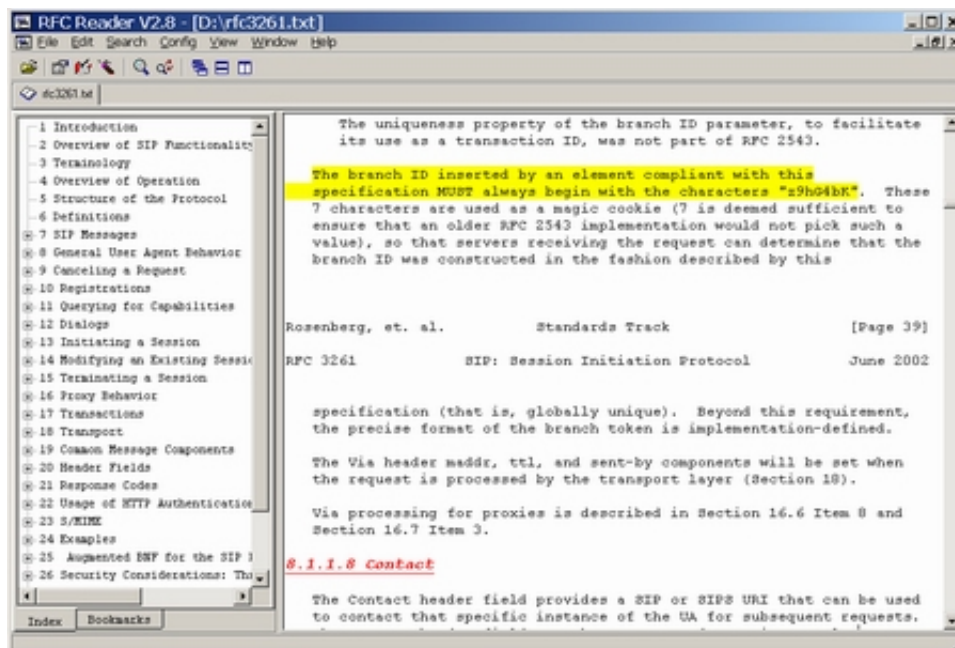 RFC Reader V2.8 - [D:\rfc3261.txt]
File Edit Search Config View Window Help
rfc3261.txt
1 Introduction
2 Overview of SIP Functionality
3 Terminology
4 Overview of Operation
5 Structure of the Protocol
6 Definitions
7 SIP Messages
8 General User Agent Behavior
9 Canceling a Request
10 Registrations
11 Querying for Capabilities
12 Dialogs
13 Initiating a Session
14 Modifying an Existing Sessio
15 Terminating a Session
16 Proxy Behavior
17 Transactions
18 Transport
19 Common Message Components
20 Header Fields
21 Response Codes
22 Usage of HTTP Authentication
23 S/MIME
24 Examples
25 Augmented BNF for the SIP
26 Security Considerations: Th
Index Bookmarks
The uniqueness property of the branch ID parameter, to facilitate
its use as a transaction ID, was not part of RFC 2543.
The branch ID inserted by an element compliant with this
specification MUST always begin with the characters "z9hG4bK". These
7 characters are used as a magic cookie (7 is deemed sufficient to
ensure that an older RFC 2543 implementation would not pick such a
value), so that servers receiving the request can determine that the
branch ID was constructed in the fashion described by this
Rosenberg, et. al. Standards Track [Page 39]
RFC 3261 SIP: Session Initiation Protocol June 2002
specification (that is, globally unique). Beyond this requirement,
the precise format of the branch token is implementation-defined.
The Via header maddr, ttl, and sent-by components will be set when
the request is processed by the transport layer (Section 18).
Via processing for proxies is described in Section 16.6 Item 8 and
Section 16.7 Item 3.
8.1.1.8 Contact
The Contact header field provides a SIP or SIPS URI that can be used
to contact that specific instance of the UA for subsequent requests.